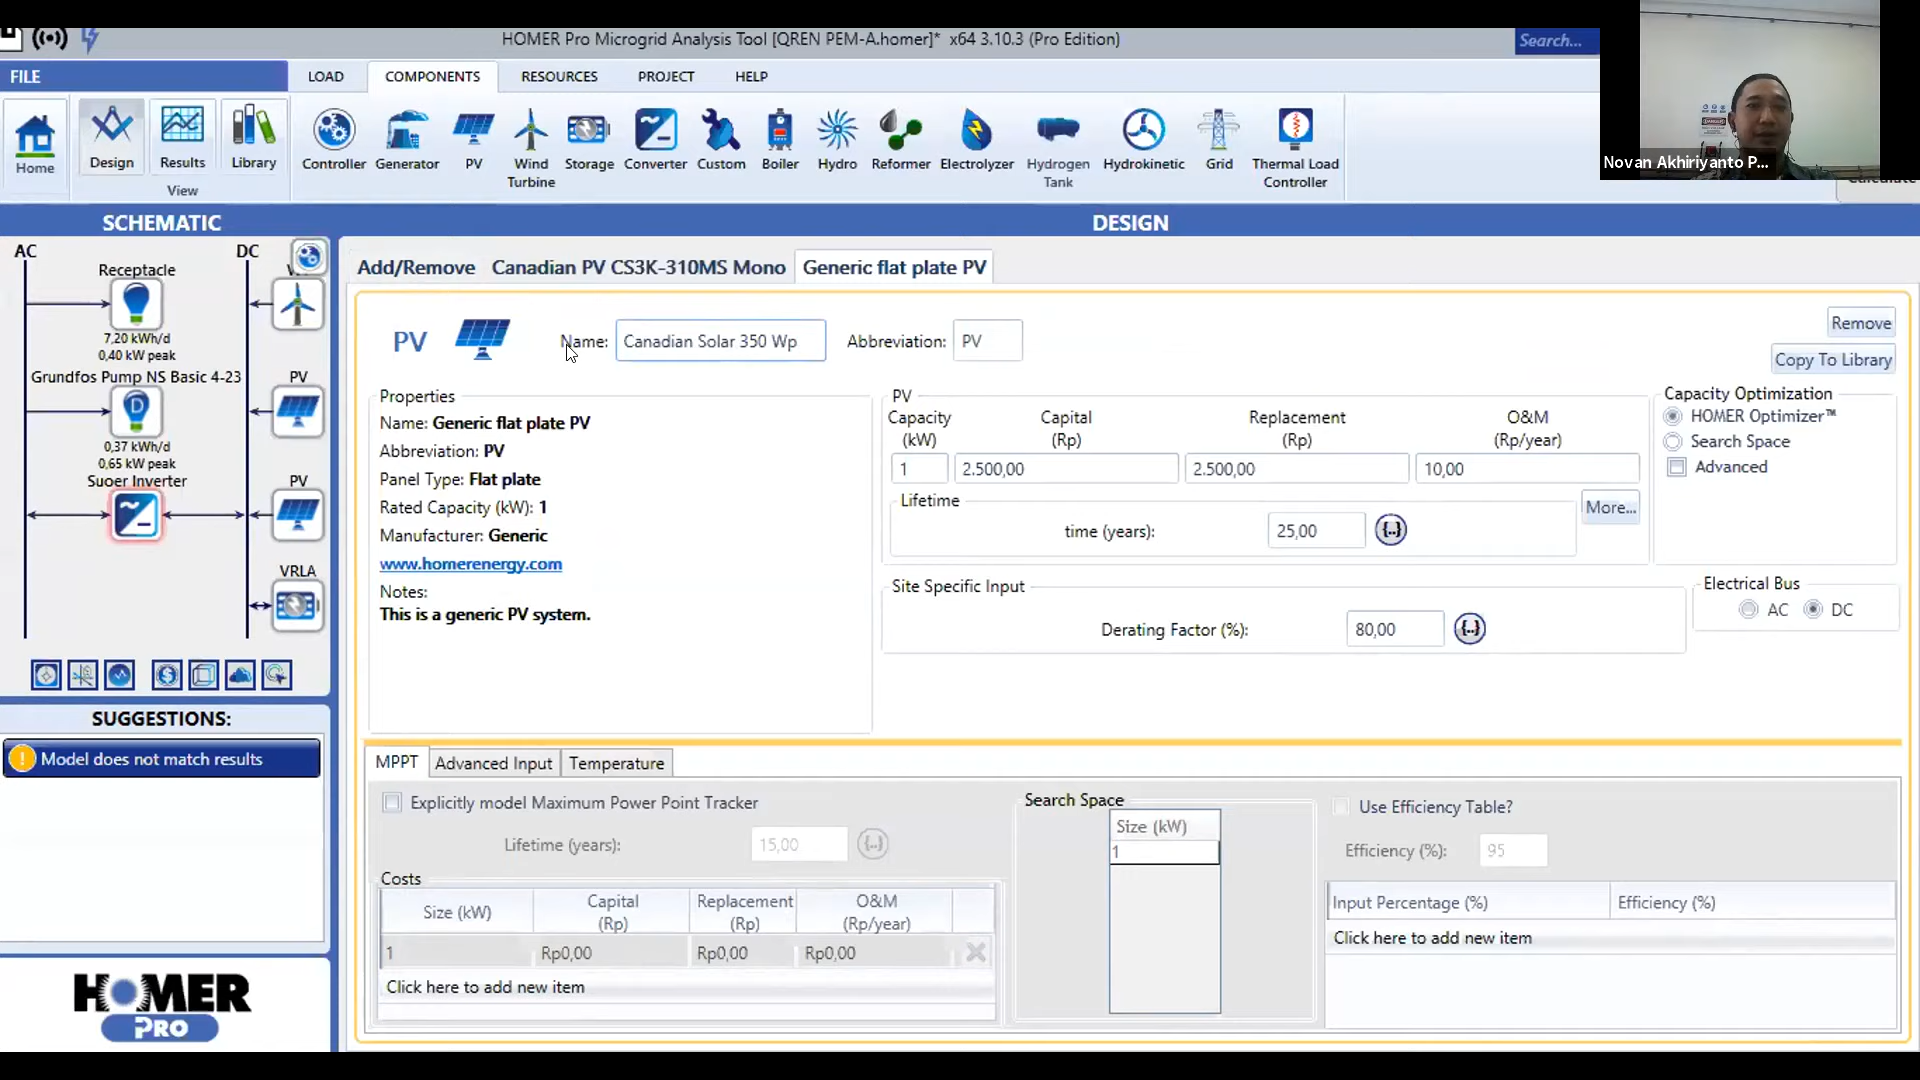 HOMER Pro Microgrid Analysis Tool [QREN PEM-A.homer]* x64 3.10.3 (Pro Edition)
Search...
FILE
LOAD
COMPONENTS
RESOURCES
PROJECT
HELP
Home
Design
Results
Library
View
Controller
Generator
PV
Wind
Turbine
Storage
Converter
Custom
Boiler
Hydro
Reformer
Electrolyzer
Hydrogen
Tank
Hydrokinetic
Grid
Thermal Load
Controller
Novan Akhiriyanto P...
SCHEMATIC
DESIGN
AC
DC
Receptacle
7,20 kWh/d
0,40 kW peak
Grundfos Pump NS Basic 4-23
PV
D
0,37 kWh/d
0,65 kW peak
Suoer Inverter
PV
VRLA
SUGGESTIONS:
Model does not match results
HOMER
PRO
Add/Remove
Canadian PV CS3K-310MS Mono
Generic flat plate PV
PV
Name: Canadian Solar 350 Wp
Abbreviation: PV
Remove
Copy To Library
Properties
Name: Generic flat plate PV
Abbreviation: PV
Panel Type: Flat plate
Rated Capacity (kW): 1
Manufacturer: Generic
www.homerenergy.com
Notes:
This is a generic PV system.
PV
Capacity
(kW)
Capital
(Rp)
Replacement
(Rp)
O&M
(Rp/year)
1
2.500,00
2.500,00
10,00
Lifetime
time (years): 25,00 {..}
More...
Site Specific Input
Derating Factor (%): 80,00 {..}
Capacity Optimization
HOMER Optimizer™
Search Space
Advanced
Electrical Bus
AC
DC
MPPT
Advanced Input
Temperature
Explicitly model Maximum Power Point Tracker
Lifetime (years): 15,00 {..}
Costs
Size (kW)
Capital
(Rp)
Replacement
(Rp)
O&M
(Rp/year)
1
Rp0,00
Rp0,00
Rp0,00
Click here to add new item
Search Space
Size (kW)
1
Use Efficiency Table?
Efficiency (%): 95
Input Percentage (%)
Efficiency (%)
Click here to add new item